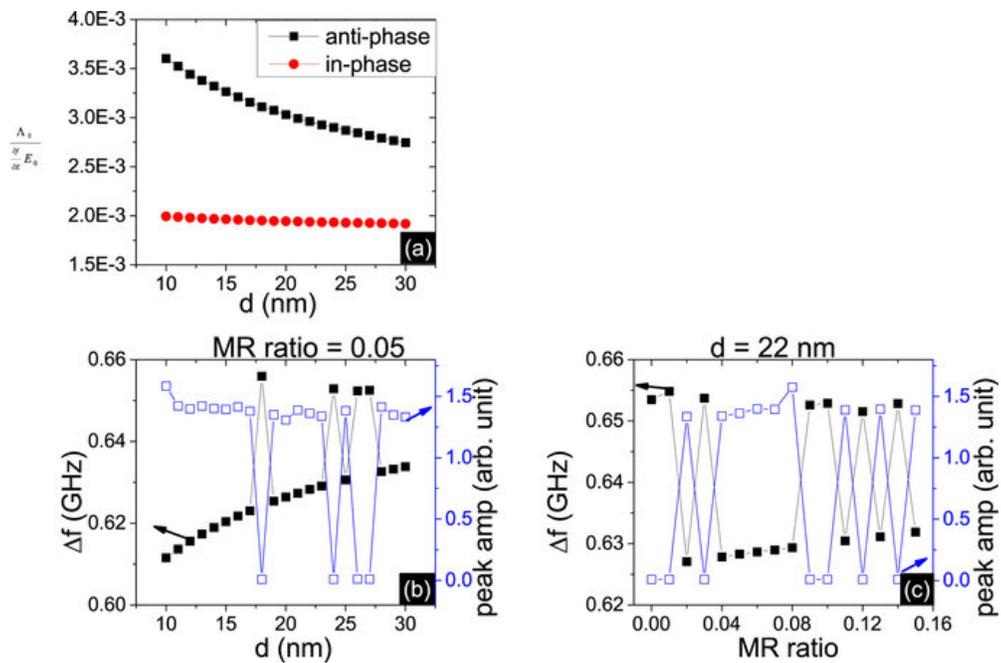 4.0E-3
3.5E-3
3.0E-3
2.5E-3
2.0E-3
1.5E-3
anti-phase
in-phase
(a)
10 15 20 25 30
d (nm)
MR ratio = 0.05
0.66
0.64
0.62
0.60
Δf (GHz)
1.5
1.0
0.5
0.0
peak amp (arb. unit)
(b)
10 15 20 25 30
d (nm)
d = 22 nm
0.66
0.65
0.64
0.63
0.62
Δf (GHz)
1.5
1.0
0.5
0.0
peak amp (arb. unit)
(c)
0.00 0.04 0.08 0.12 0.16
MR ratio